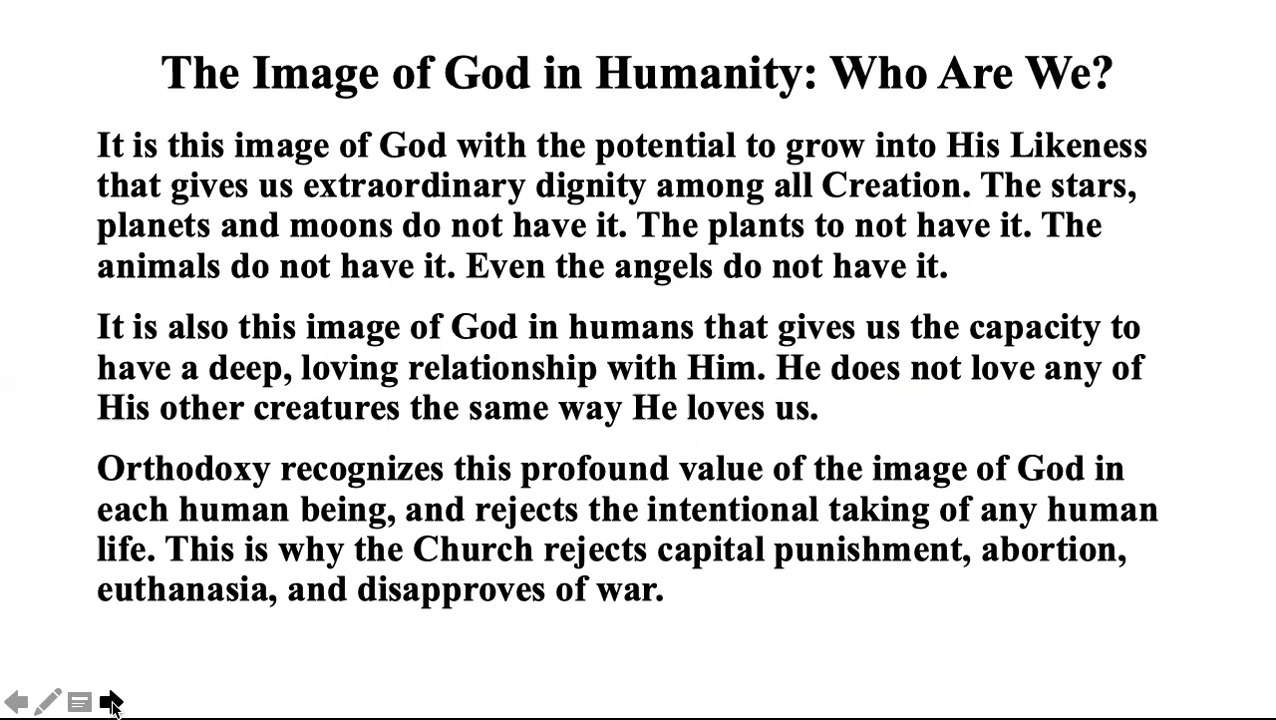 The Image of God in Humanity: Who Are We?
It is this image of God with the potential to grow into His Likeness
that gives us extraordinary dignity among all Creation. The stars,
planets and moons do not have it. The plants to not have it. The
animals do not have it. Even the angels do not have it.
It is also this image of God in humans that gives us the capacity to
have a deep, loving relationship with Him. He does not love any of
His other creatures the same way He loves us.
Orthodoxy recognizes this profound value of the image of God in
each human being, and rejects the intentional taking of any human
life. This is why the Church rejects capital punishment, abortion,
euthanasia, and disapproves of war.